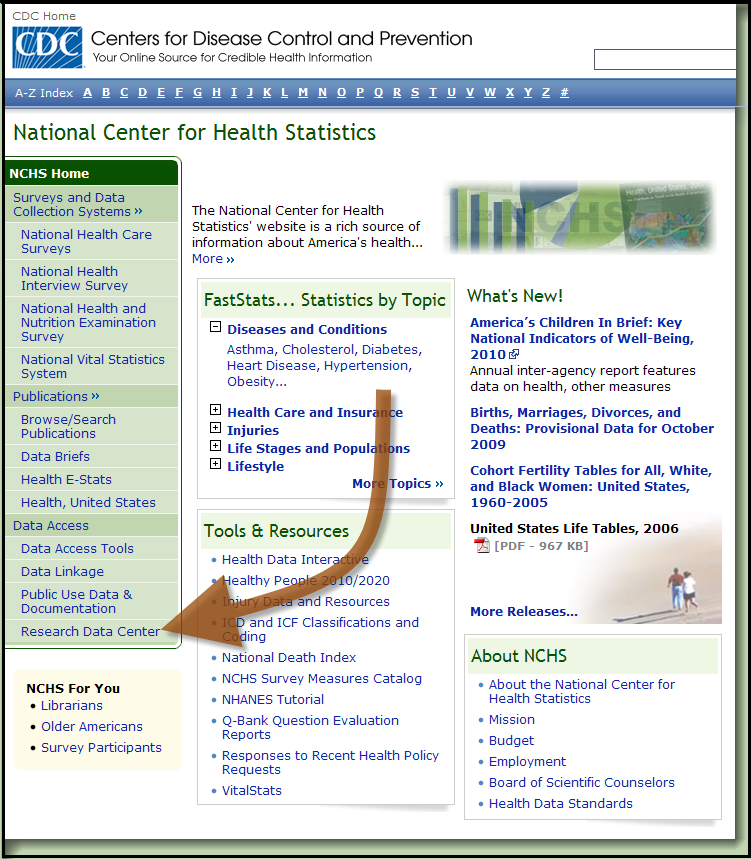 CDC Home
CDC
Centers for Disease Control and Prevention
Your Online Source for Credible Health Information
A-Z Index A B C D E F G H I J K L M N O P Q R S T U V W X Y Z #
National Center for Health Statistics
NCHS Home
Surveys and Data
Collection Systems »
National Health Care
Surveys
National Health
Interview Survey
National Health and
Nutrition Examination
Survey
National Vital Statistics
System
Publications »
Browse/Search
Publications
Data Briefs
Health E-Stats
Health, United States
Data Access
Data Access Tools
Data Linkage
Public Use Data &
Documentation
Research Data Center
NCHS For You
• Librarians
• Older Americans
• Survey Participants
The National Center for Health
Statistics' website is a rich source of
information about America's health...
More »
NCHS
Health, United States, 2009
FastStats... Statistics by Topic
Diseases and Conditions
Asthma, Cholesterol, Diabetes,
Heart Disease, Hypertension,
Obesity...
Health Care and Insurance
Injuries
Life Stages and Populations
Lifestyle
More Topics »
Tools & Resources
• Health Data Interactive
• Healthy People 2010/2020
• Injury Data and Resources
• ICD and ICF Classifications and
Coding
• National Death Index
• NCHS Survey Measures Catalog
• NHANES Tutorial
• Q-Bank Question Evaluation
Reports
• Responses to Recent Health Policy
Requests
• VitalStats
What's New!
America's Children In Brief: Key
National Indicators of Well-Being,
2010
Annual inter-agency report features
data on health, other measures
Births, Marriages, Divorces, and
Deaths: Provisional Data for October
2009
Cohort Fertility Tables for All, White,
and Black Women: United States,
1960-2005
United States Life Tables, 2006
[PDF - 967 KB]
More Releases...
About NCHS
• About the National Center for
Health Statistics
• Mission
• Budget
• Employment
• Board of Scientific Counselors
• Health Data Standards